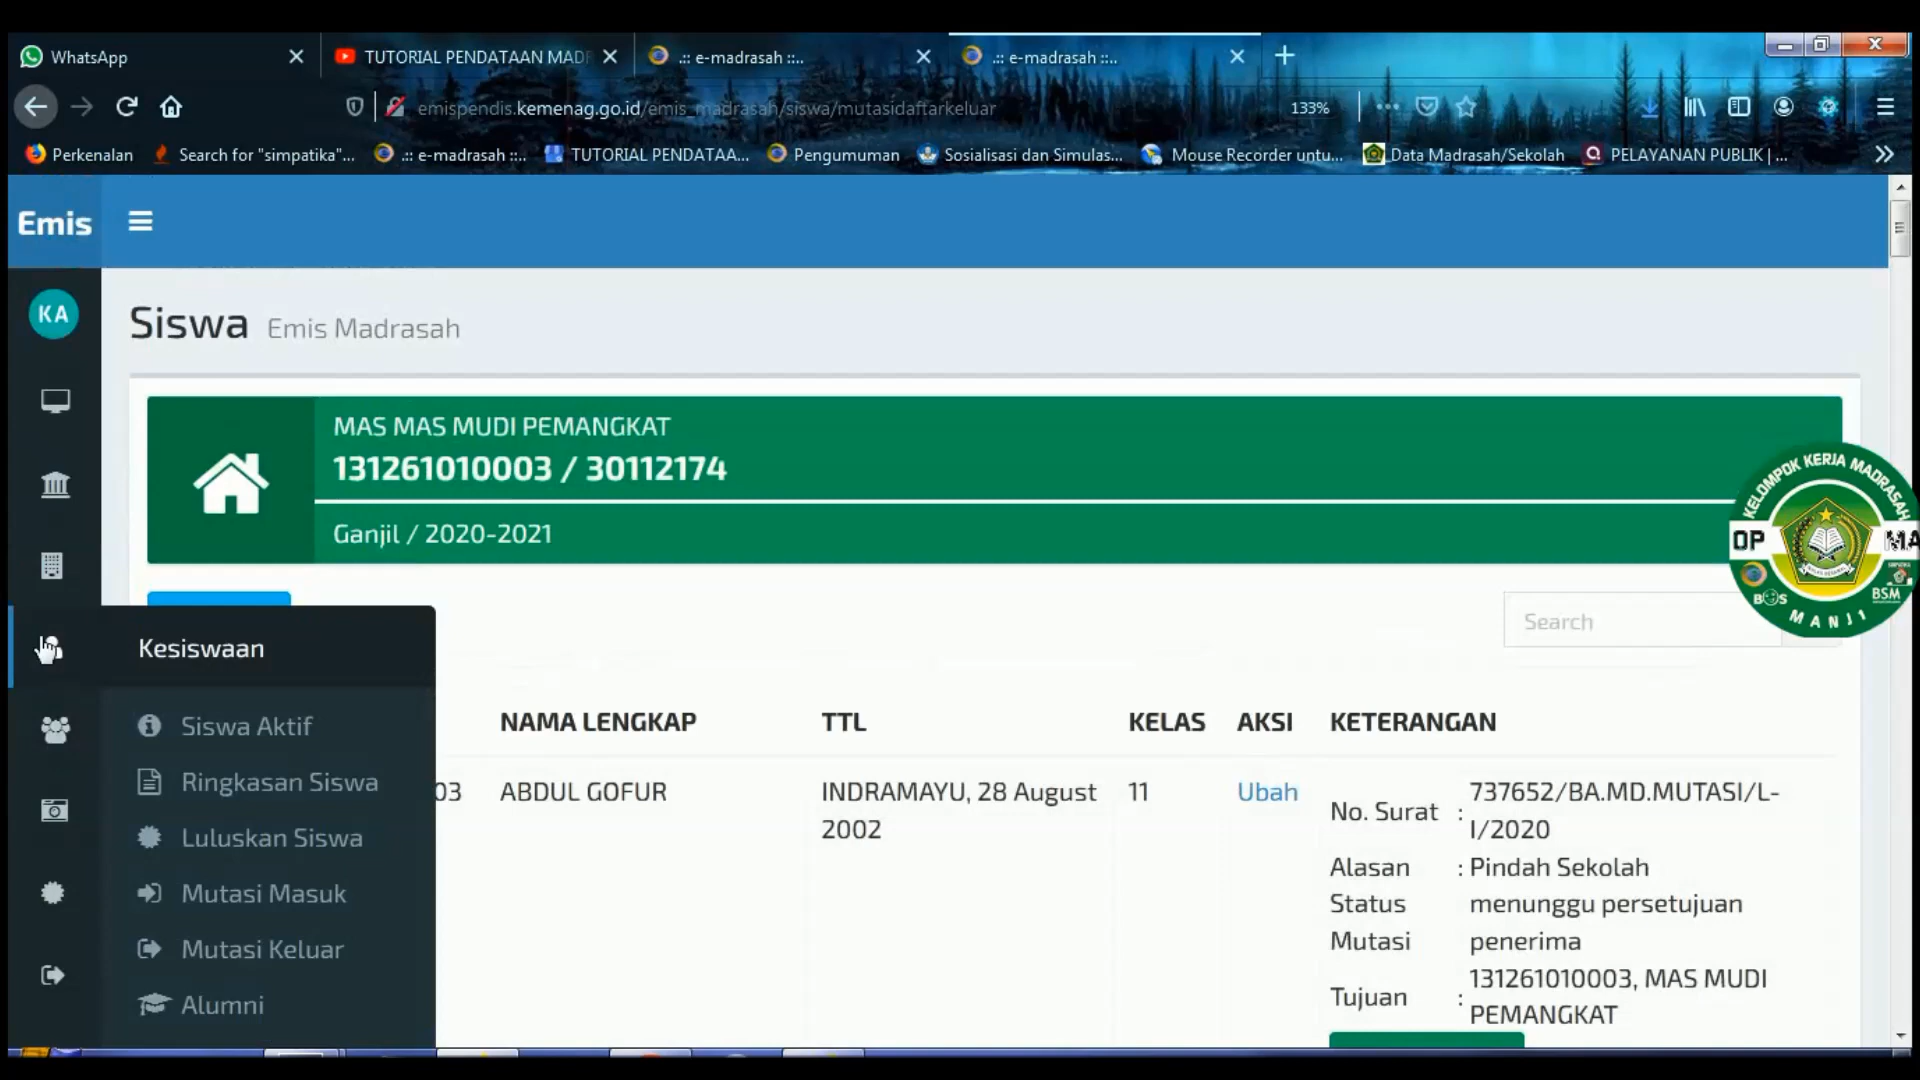 WhatsApp
TUTORIAL PENDATAAN MAD
.:: e-madrasah ::..
.:: e-madrasah ::..
emispendis.kemenag.go.id/emis_madrasah/siswa/mutasidaftarkeluar
133%
Perkenalan
Search for "simpatika"...
.:: e-madrasah ::..
TUTORIAL PENDATAA...
Pengumuman
Sosialisasi dan Simulas...
Mouse Recorder untu...
Data Madrasah/Sekolah
PELAYANAN PUBLIK | ...
Emis
KA
Siswa Emis Madrasah
MAS MAS MUDI PEMANGKAT
131261010003 / 30112174
Ganjil / 2020-2021
KELOMPOK KERJA MADRASAH
OP
MA
BOS
BSM
MAN 1
Search
Kesiswaan
Siswa Aktif
Ringkasan Siswa
Luluskan Siswa
Mutasi Masuk
Mutasi Keluar
Alumni
NAMA LENGKAP TTL KELAS AKSI KETERANGAN
03 ABDUL GOFUR INDRAMAYU, 28 August 2002 11 Ubah
No. Surat : 737652/BA.MD.MUTASI/L-
I/2020
Alasan : Pindah Sekolah
Status menunggu persetujuan
Mutasi penerima
Tujuan : 131261010003, MAS MUDI
PEMANGKAT